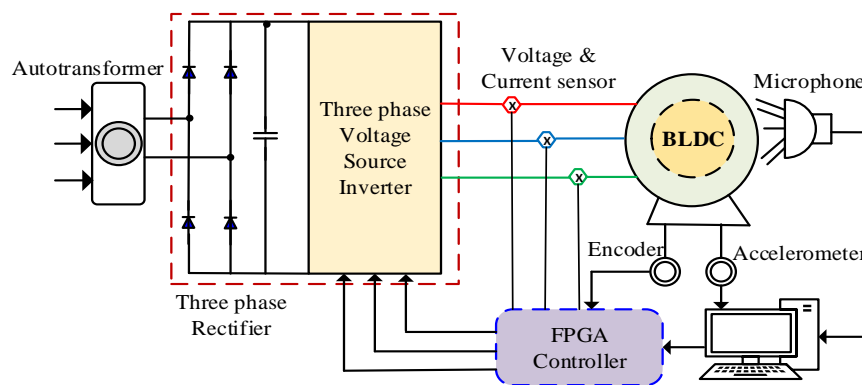 Autotransformer
Three phase
Voltage
Source
Inverter
Three phase
Rectifier
Voltage &
Current sensor
x
x
x
BLDC
Microphone
Encoder
Accelerometer
FPGA
Controller